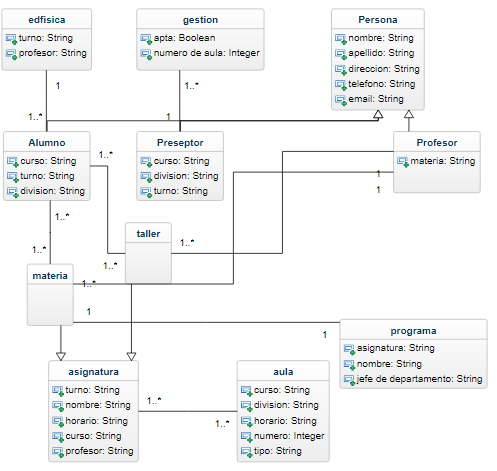 edfisica
turno: String
profesor: String
gestion
apta: Boolean
numero de aula: Integer
Persona
nombre: String
apellido: String
direccion: String
telefono: String
email: String
1
1..*
1..*
1
Alumno
curso: String
turno: String
division: String
Preseptor
curso: String
division: String
turno: String
Profesor
materia: String
1..*
1
1
1..*
taller
1..*
1..*
1..*
materia
1..*
1
1
programa
asignatura: String
nombre: String
jefe de departamento: String
asignatura
turno: String
nombre: String
horario: String
curso: String
profesor: String
1..*
1..*
aula
curso: String
division: String
horario: String
numero: Integer
tipo: String